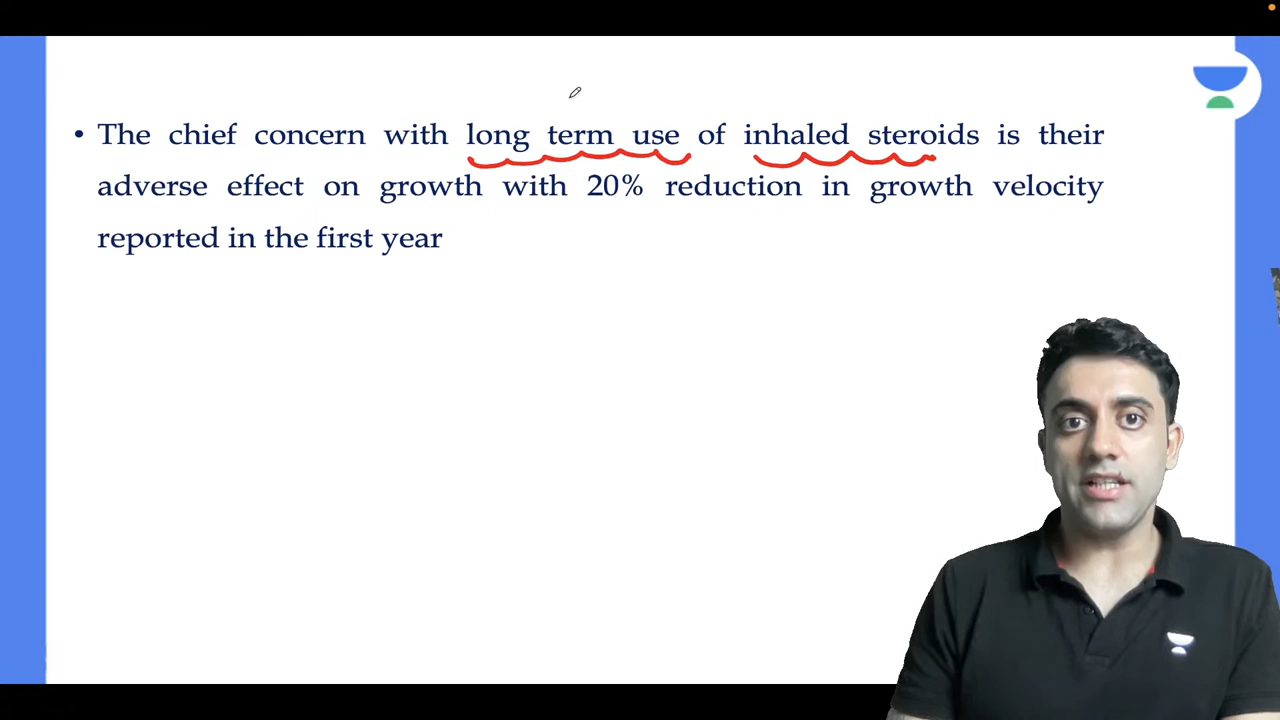 • The chief concern with long term use of inhaled steroids is their
adverse effect on growth with 20% reduction in growth velocity
reported in the first year